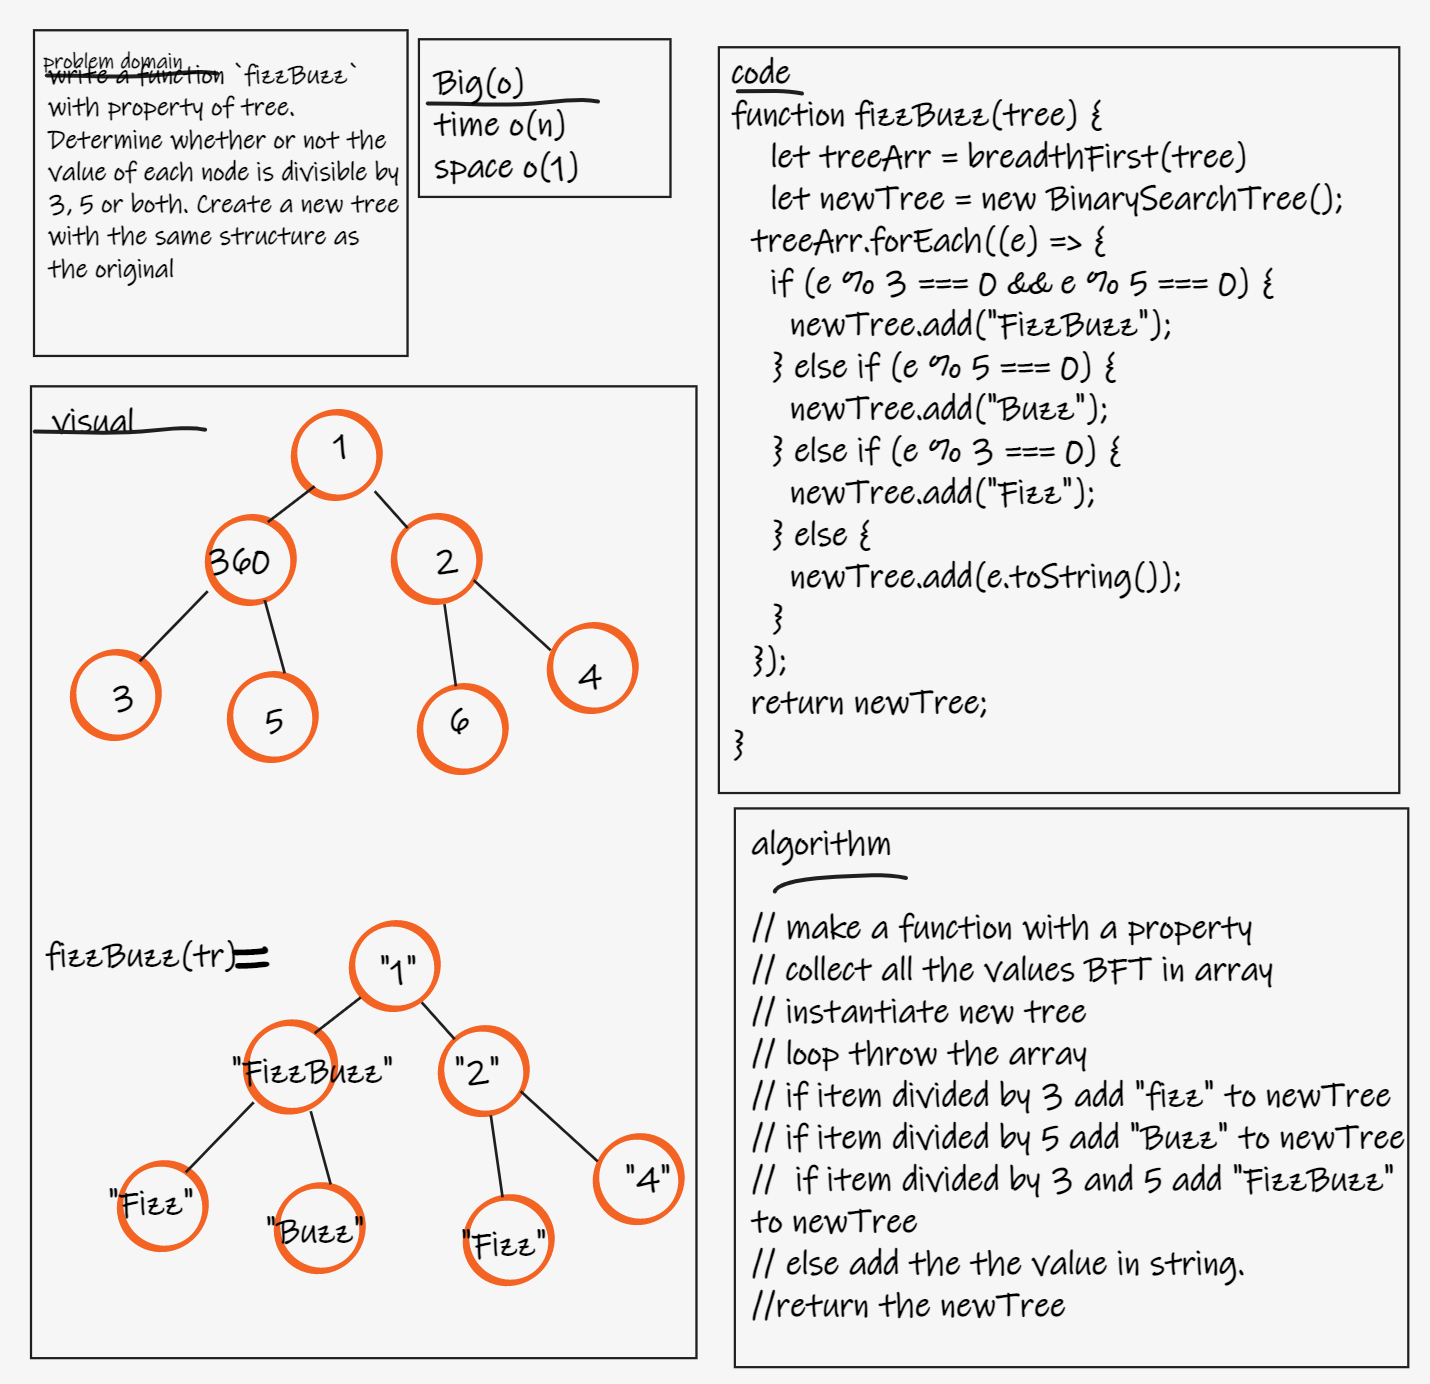 problem domain
write a function `fizzBuzz`
with property of tree.
Determine whether or not the
value of each node is divisible by
3, 5 or both. Create a new tree
with the same structure as
the original
Big(o)
time o(n)
space o(1)
visual
1
360
2
3
5
6
4
fizzBuzz(tr)=
"1"
"FizzBuzz"
"2"
"Fizz"
"Buzz"
"Fizz"
"4"
code
function fizzBuzz(tree) {
let treeArr = breadthFirst(tree)
let newTree = new BinarySearchTree();
treeArr.forEach((e) => {
if (e % 3 === 0 && e % 5 === 0) {
newTree.add("FizzBuzz");
} else if (e % 5 === 0) {
newTree.add("Buzz");
} else if (e % 3 === 0) {
newTree.add("Fizz");
} else {
newTree.add(e.toString());
}
});
return newTree;
}
algorithm
// make a function with a property
// collect all the values BFT in array
// instantiate new tree
// loop throw the array
// if item divided by 3 add "fizz" to newTree
// if item divided by 5 add "Buzz" to newTree
// if item divided by 3 and 5 add "FizzBuzz"
to newTree
// else add the the value in string.
//return the newTree